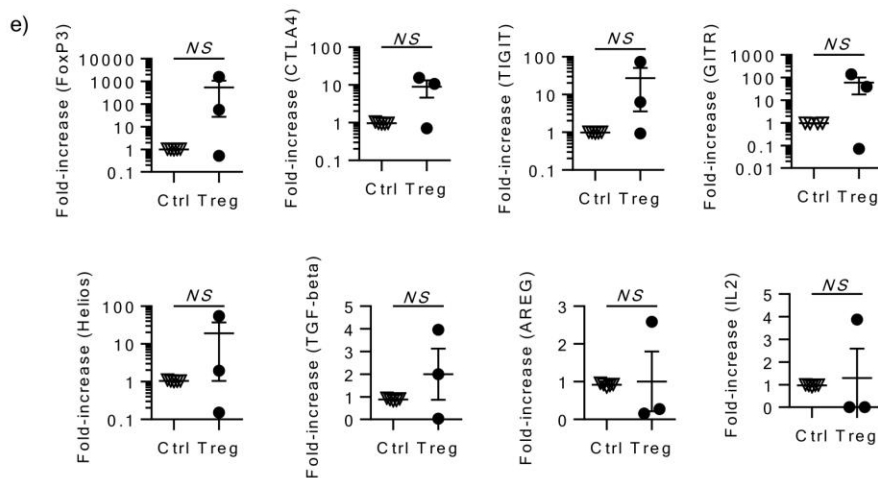 e)
Fold-increase (FoxP3)
10000
1000
100
10
1
0.1
NS
Ctrl Treg
Fold-increase (CTLA4)
100
10
1
0.1
NS
Ctrl Treg
Fold-increase (TIGIT)
100
10
1
0.1
NS
Ctrl Treg
Fold-increase (GITR)
1000
100
10
1
0.1
0.01
NS
Ctrl Treg
Fold-increase (Helios)
100
10
1
0.1
NS
Ctrl Treg
Fold-increase (TGF-beta)
5
4
3
2
1
0
NS
Ctrl Treg
Fold-increase (AREG)
3
2
1
0
NS
Ctrl Treg
Fold-increase (IL2)
5
4
3
2
1
0
NS
Ctrl Treg